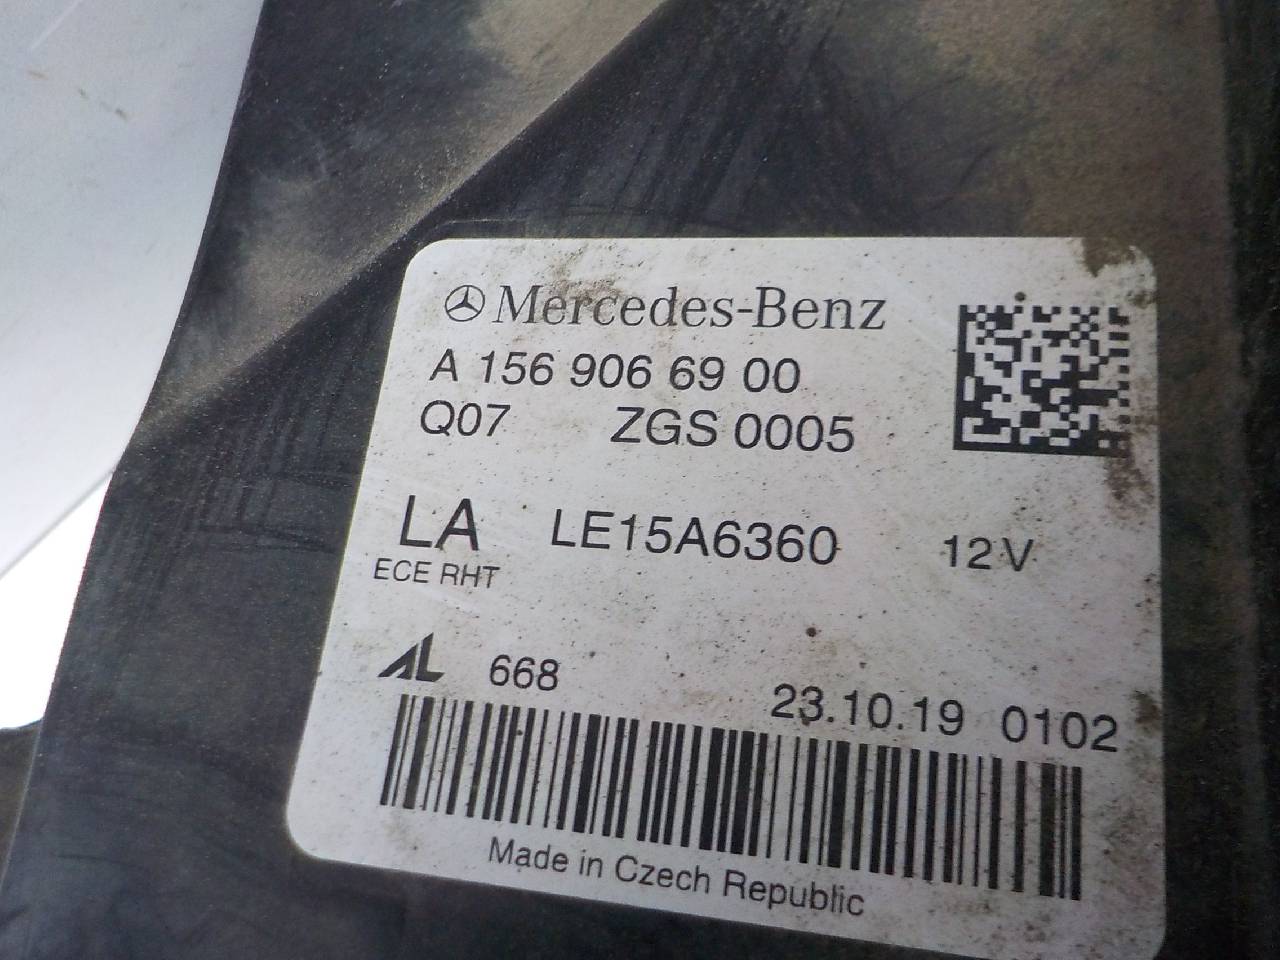 Mercedes-Benz
A 156 906 69 00
Q07 ZGS 0005
LA LE15A6360 12 V
ECE RHT
AL 668 23.10.19 0102
Made in Czech Republic